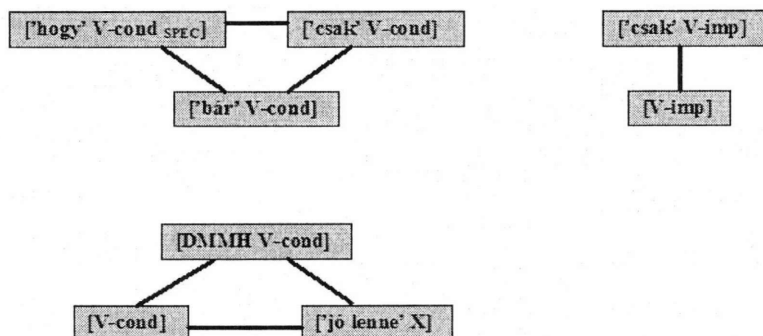 ['hogy' V-cond SPEC] ['csak' V-cond] ['csak' V-imp]
['bár' V-cond] [V-imp]
[DMMH V-cond]
[V-cond] ['jó lenne' X]